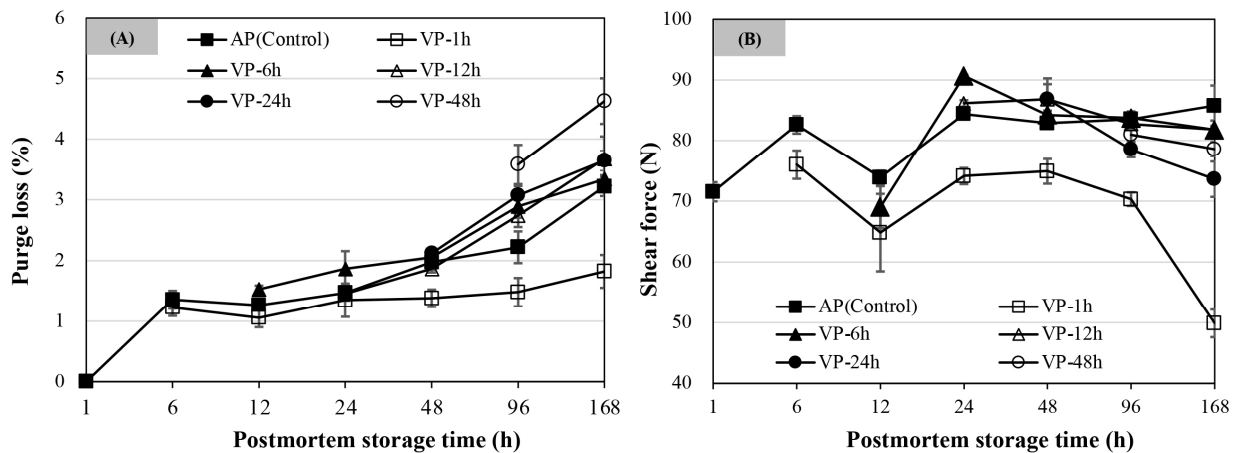 (A)
AP(Control) VP-1h
VP-6h VP-12h
VP-24h VP-48h
Purge loss (%)
6
5
4
3
2
1
0
1 6 12 24 48 96 168
Postmortem storage time (h)
(B)
Shear force (N)
100
90
80
70
60
50
40
AP(Control) VP-1h
VP-6h VP-12h
VP-24h VP-48h
1 6 12 24 48 96 168
Postmortem storage time (h)